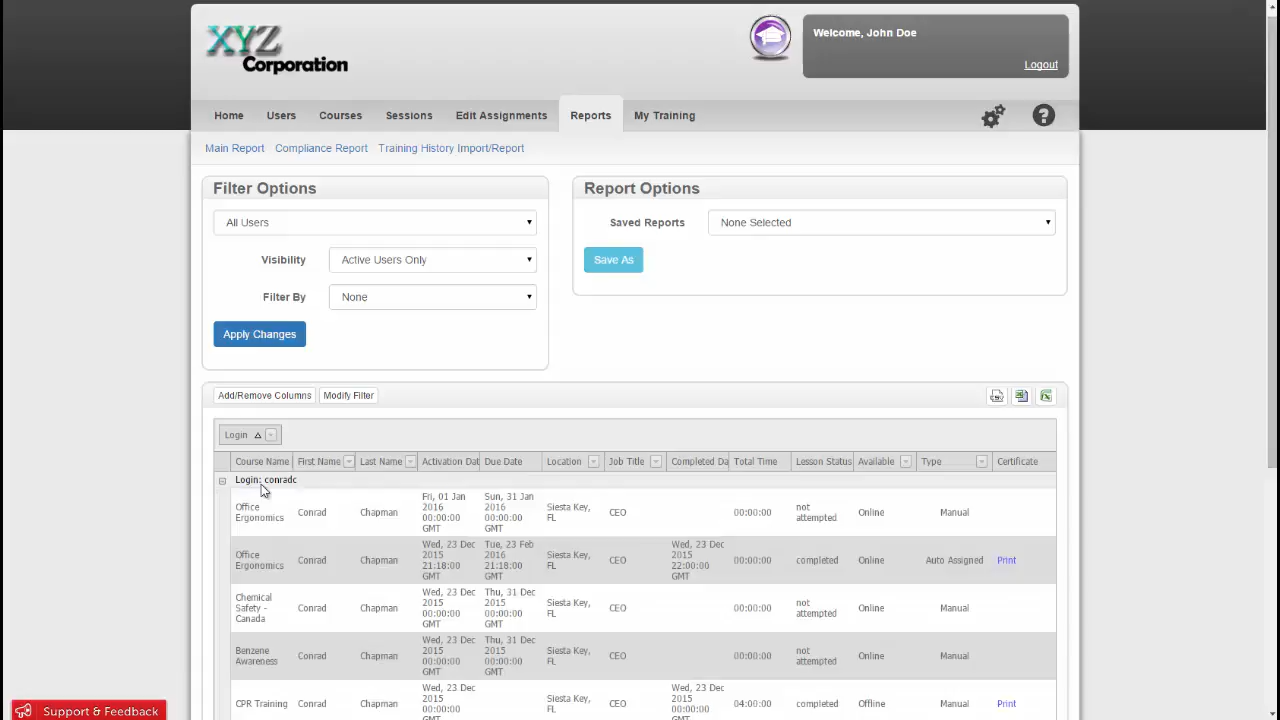 XYZ
Corporation
Welcome, John Doe
Logout
Home Users Courses Sessions Edit Assignments Reports My Training
?
Main Report Compliance Report Training History Import/Report
Filter Options
All Users
Visibility Active Users Only
Filter By None
Apply Changes
Report Options
Saved Reports None Selected
Save As
Add/Remove Columns Modify Filter
Login
Course Name First Name Last Name Activation Dat Due Date Location Job Title Completed Da Total Time Lesson Status Available Type Certificate
Login: conradc
Office Ergonomics Conrad Chapman Fri, 01 Jan 2016 00:00:00 GMT Sun, 31 Jan 2016 00:00:00 GMT Siesta Key, FL CEO 00:00:00 not attempted Online Manual
Office Ergonomics Conrad Chapman Wed, 23 Dec 2015 21:18:00 GMT Tue, 23 Feb 2016 21:18:00 GMT Siesta Key, FL CEO Wed, 23 Dec 2015 22:00:00 GMT 00:00:00 completed Online Auto Assigned Print
Chemical Safety - Canada Conrad Chapman Wed, 23 Dec 2015 00:00:00 GMT Thu, 31 Dec 2015 00:00:00 GMT Siesta Key, FL CEO 00:00:00 not attempted Online Manual
Benzene Awareness Conrad Chapman Wed, 23 Dec 2015 00:00:00 GMT Thu, 31 Dec 2015 00:00:00 GMT Siesta Key, FL CEO 00:00:00 not attempted Online Manual
CPR Training Conrad Chapman Wed, 23 Dec 2015 00:00:00 GMT Siesta Key, FL CEO Wed, 23 Dec 2015 00:00:00 GMT 04:00:00 completed Offline Manual Print
Support & Feedback